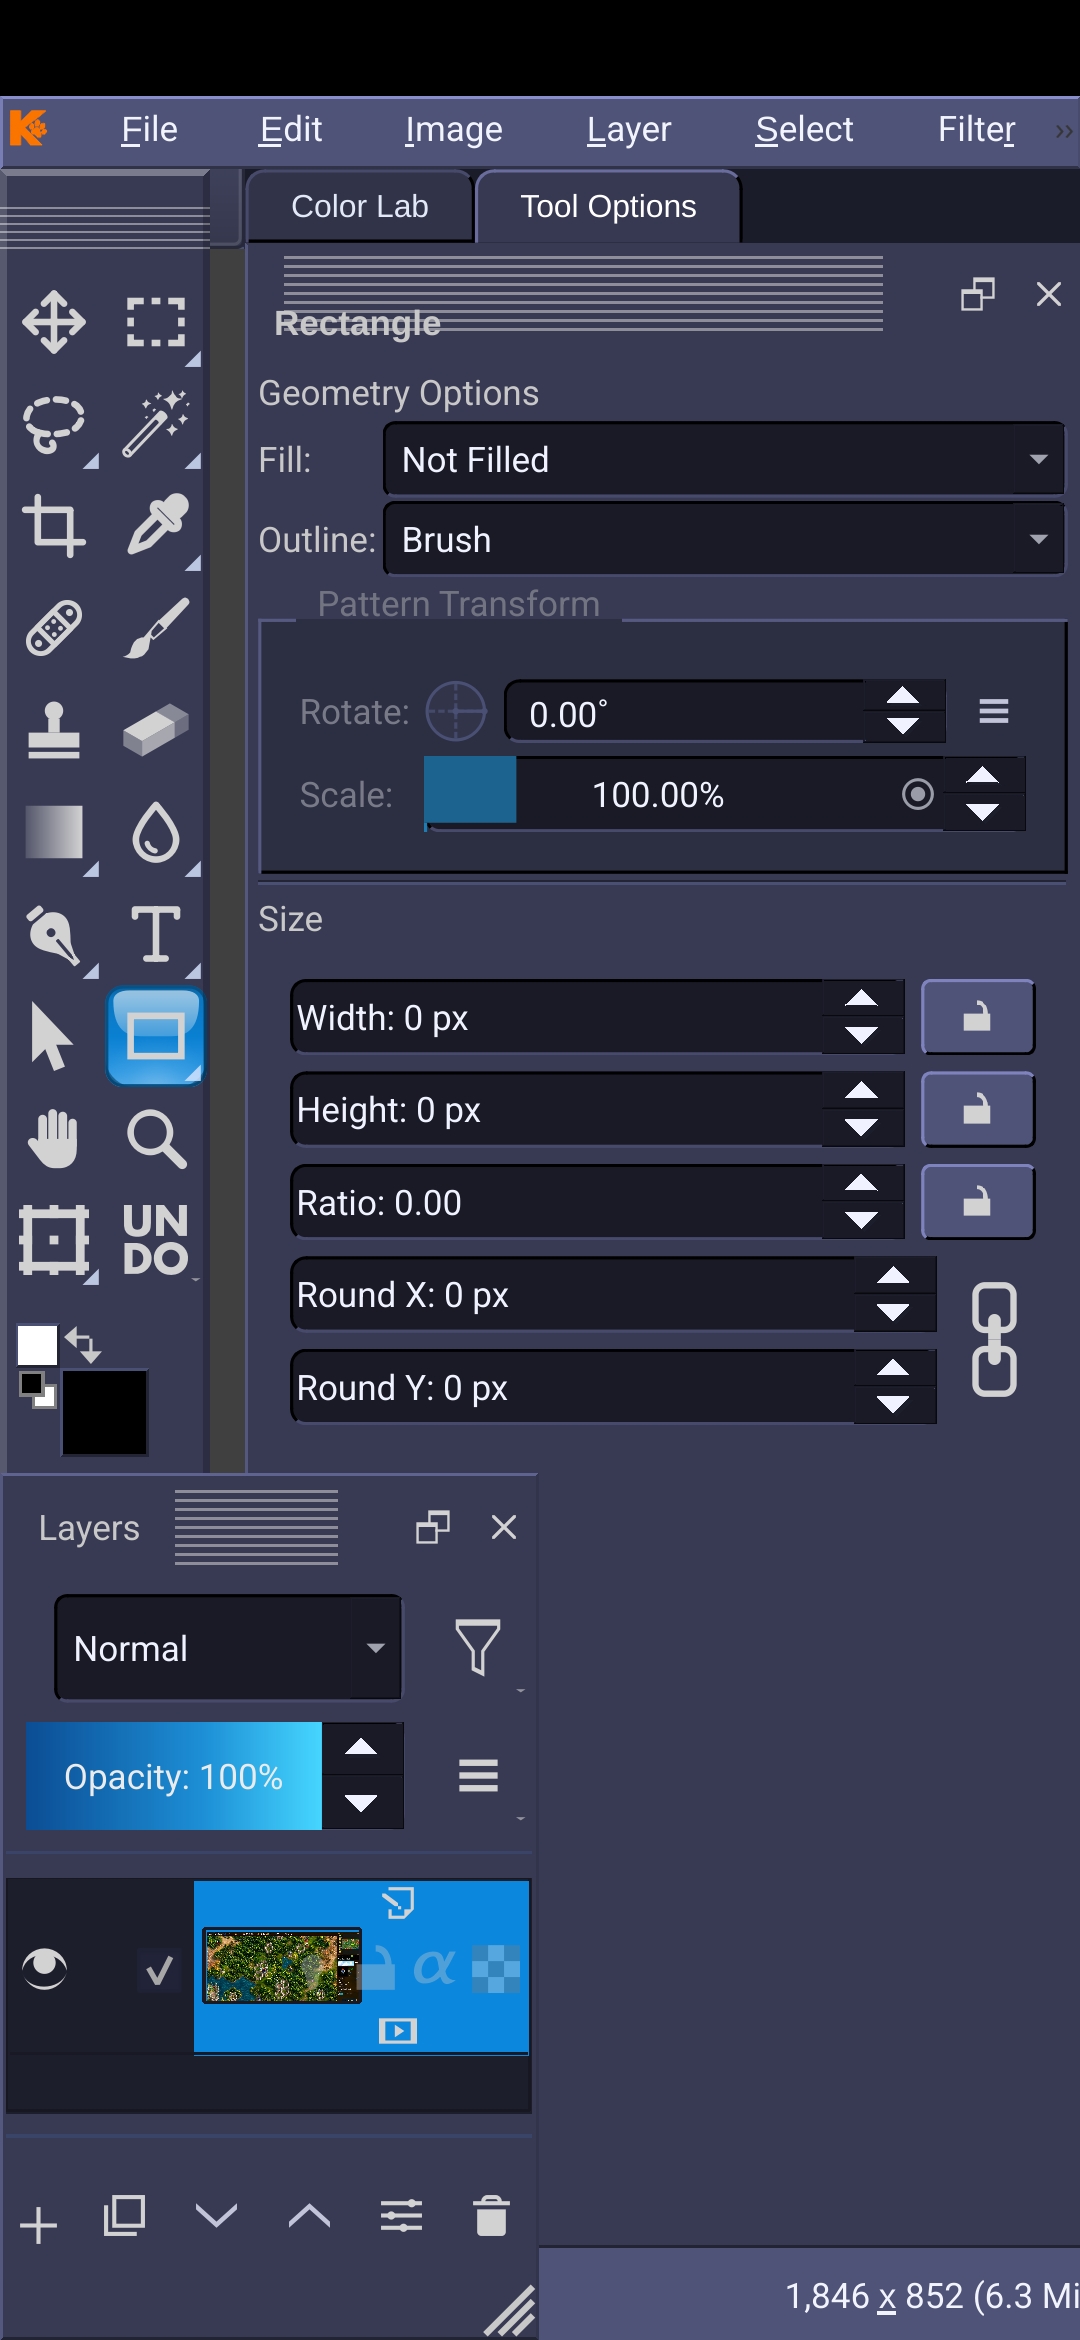 File Edit Image Layer Select Filter »
Color Lab Tool Options
Rectangle
Geometry Options
Fill: Not Filled
Outline: Brush
Pattern Transform
Rotate: 0.00°
Scale: 100.00%
Size
Width: 0 px
Height: 0 px
Ratio: 0.00
Round X: 0 px
Round Y: 0 px
UN
DO
Layers
Normal
Opacity: 100%
α
1,846 x 852 (6.3 Mi